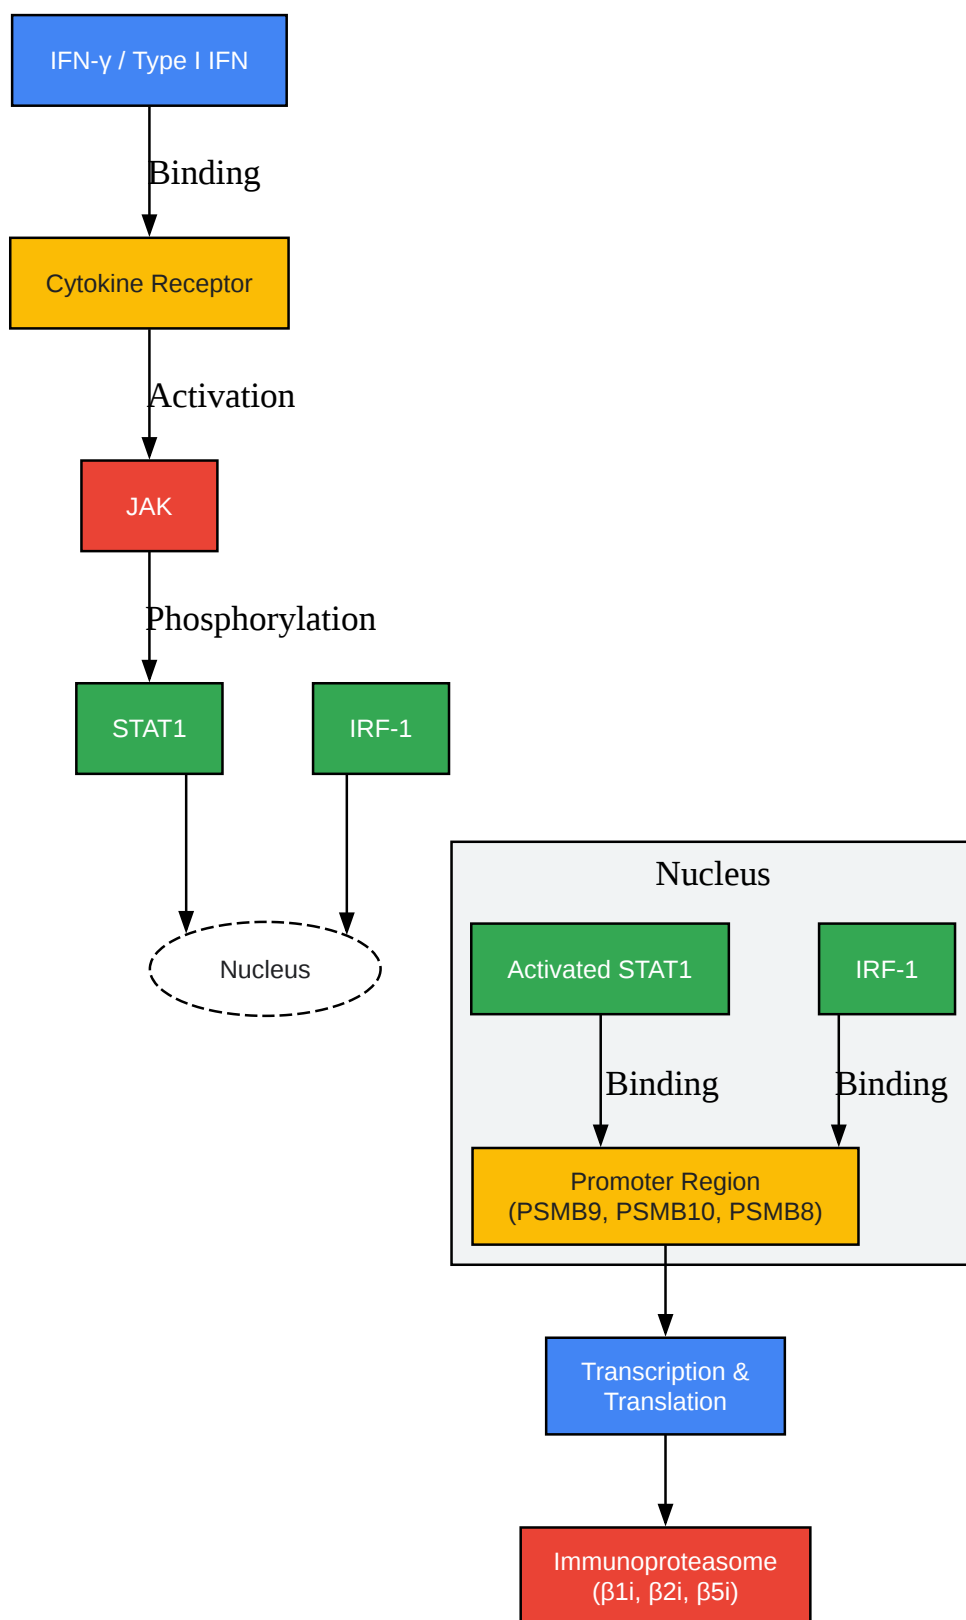 IFN-γ / Type I IFN
Binding
Cytokine Receptor
Activation
JAK
Phosphorylation
STAT1
IRF-1
Nucleus
Nucleus
Activated STAT1
IRF-1
Binding
Binding
Promoter Region
(PSMB9, PSMB10, PSMB8)
Transcription &
Translation
Immunoproteasome
(β1i, β2i, β5i)